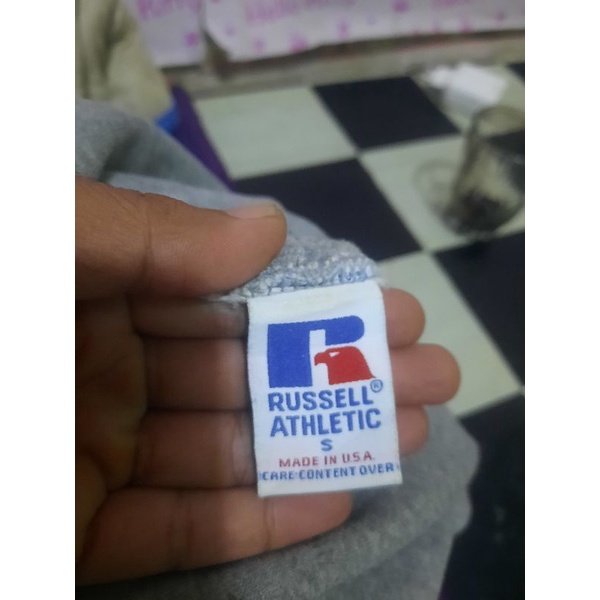 RUSSELL®
ATHLETIC
S
MADE IN U.S.A.
CARE CONTENT OVER